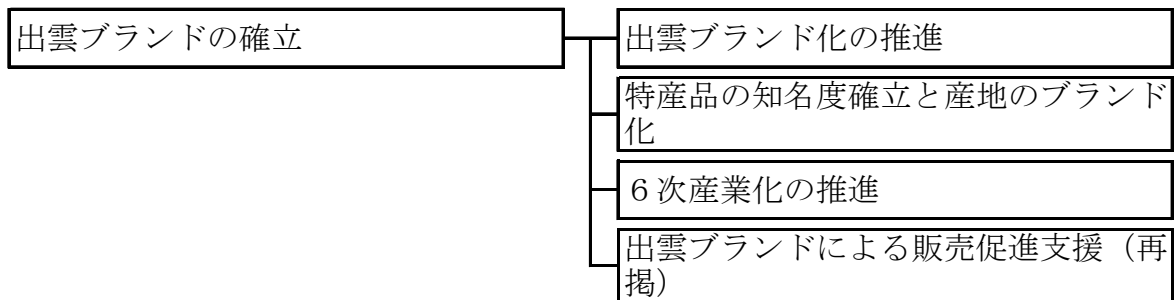 出雲ブランドの確立
出雲ブランド化の推進
特産品の知名度確立と産地のブランド
化
６次産業化の推進
出雲ブランドによる販売促進支援（再
掲）